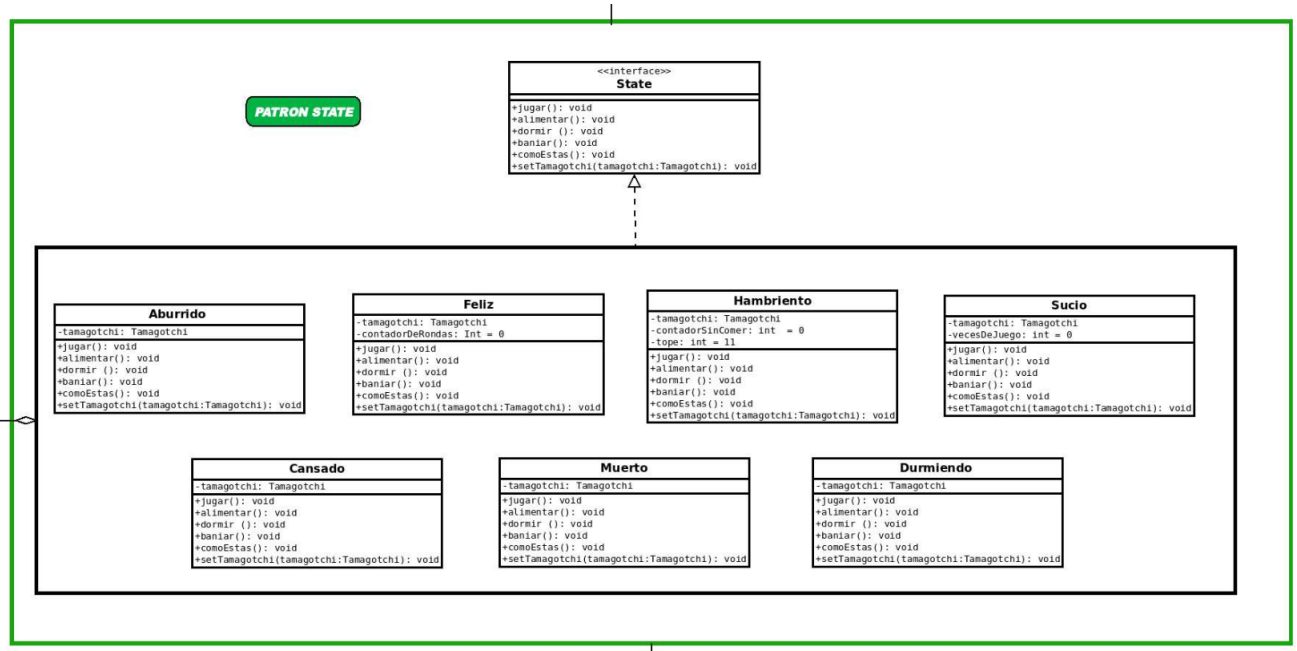 <<interface>>
State
+jugar(): void
+alimentar(): void
+dormir (): void
+baniar(): void
+comoEstas(): void
+setTamagotchi(tamagotchi:Tamagotchi): void
PATRON STATE
Aburrido
-tamagotchi: Tamagotchi
+jugar(): void
+alimentar(): void
+dormir (): void
+baniar(): void
+comoEstas(): void
+setTamagotchi(tamagotchi:Tamagotchi): void
Feliz
-tamagotchi: Tamagotchi
-contadorDeRondas: Int = 0
+jugar(): void
+alimentar(): void
+dormir (): void
+baniar(): void
+comoEstas(): void
+setTamagotchi(tamagotchi:Tamagotchi): void
Hambriento
-tamagotchi: Tamagotchi
-contadorSinComer: int  = 0
-tope: int = 11
+jugar(): void
+alimentar(): void
+dormir (): void
+baniar(): void
+comoEstas(): void
+setTamagotchi(tamagotchi:Tamagotchi): void
Sucio
-tamagotchi: Tamagotchi
-vecesDeJuego: int = 0
+jugar(): void
+alimentar(): void
+dormir (): void
+baniar(): void
+comoEstas(): void
+setTamagotchi(tamagotchi:Tamagotchi): void
Cansado
-tamagotchi: Tamagotchi
+jugar(): void
+alimentar(): void
+dormir (): void
+baniar(): void
+comoEstas(): void
+setTamagotchi(tamagotchi:Tamagotchi): void
Muerto
-tamagotchi: Tamagotchi
+jugar(): void
+alimentar(): void
+dormir (): void
+baniar(): void
+comoEstas(): void
+setTamagotchi(tamagotchi:Tamagotchi): void
Durmiendo
-tamagotchi: Tamagotchi
+jugar(): void
+alimentar(): void
+dormir (): void
+baniar(): void
+comoEstas(): void
+setTamagotchi(tamagotchi:Tamagotchi): void